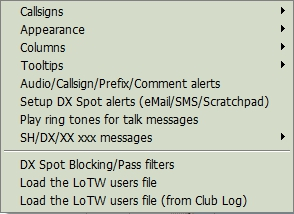 Callsigns
Appearance
Columns
Tooltips
Audio/Callsign/Prefix/Comment alerts
Setup DX Spot alerts (eMail/SMS/Scratchpad)
Play ring tones for talk messages
SH/DX/XX xxx messages
DX Spot Blocking/Pass filters
Load the LoTW users file
Load the LoTW users file (from Club Log)